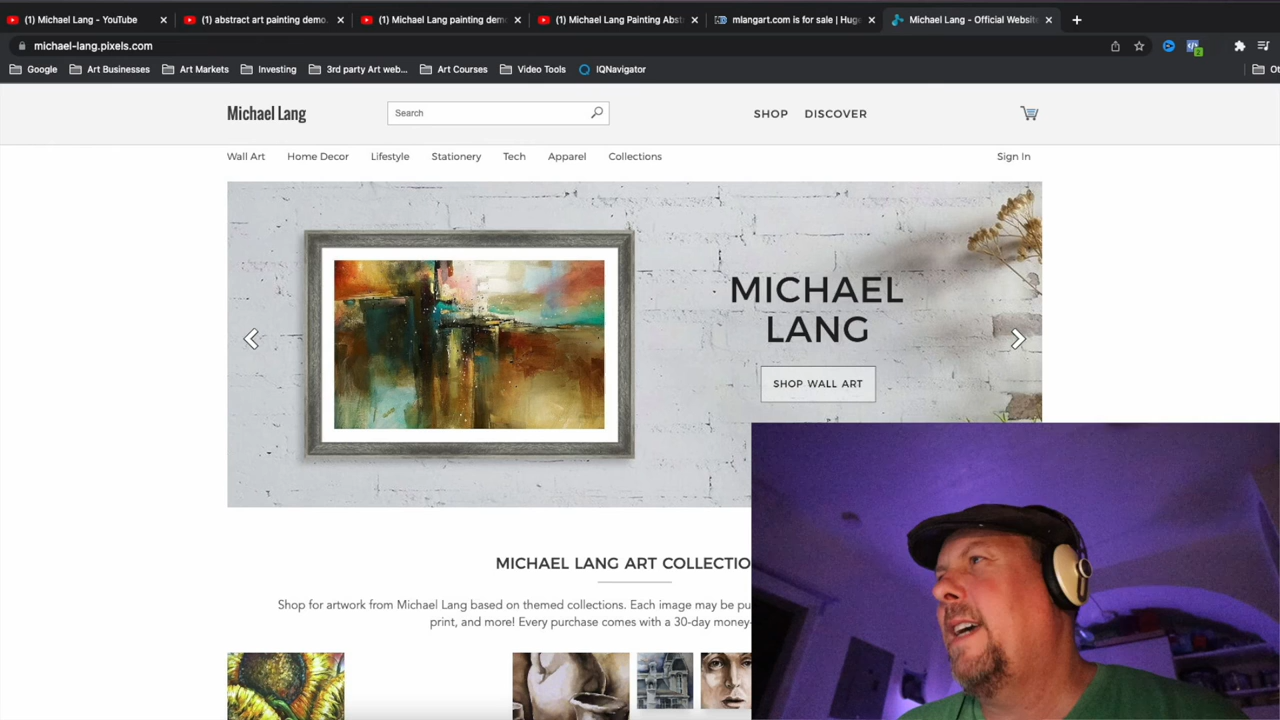 (1) Michael Lang - YouTube
(1) abstract art painting demo.
(1) Michael Lang painting demo
(1) Michael Lang Painting Abst
mlangart.com is for sale | Huge
Michael Lang - Official Website
michael-lang.pixels.com
Google
Art Businesses
Art Markets
Investing
3rd party Art web...
Art Courses
Video Tools
IQNavigator
Ot
Michael Lang
Search
SHOP
DISCOVER
Wall Art
Home Decor
Lifestyle
Stationery
Tech
Apparel
Collections
Sign In
MICHAEL
LANG
SHOP WALL ART
MICHAEL LANG ART COLLECTIO
Shop for artwork from Michael Lang based on themed collections. Each image may be pu
print, and more! Every purchase comes with a 30-day money-